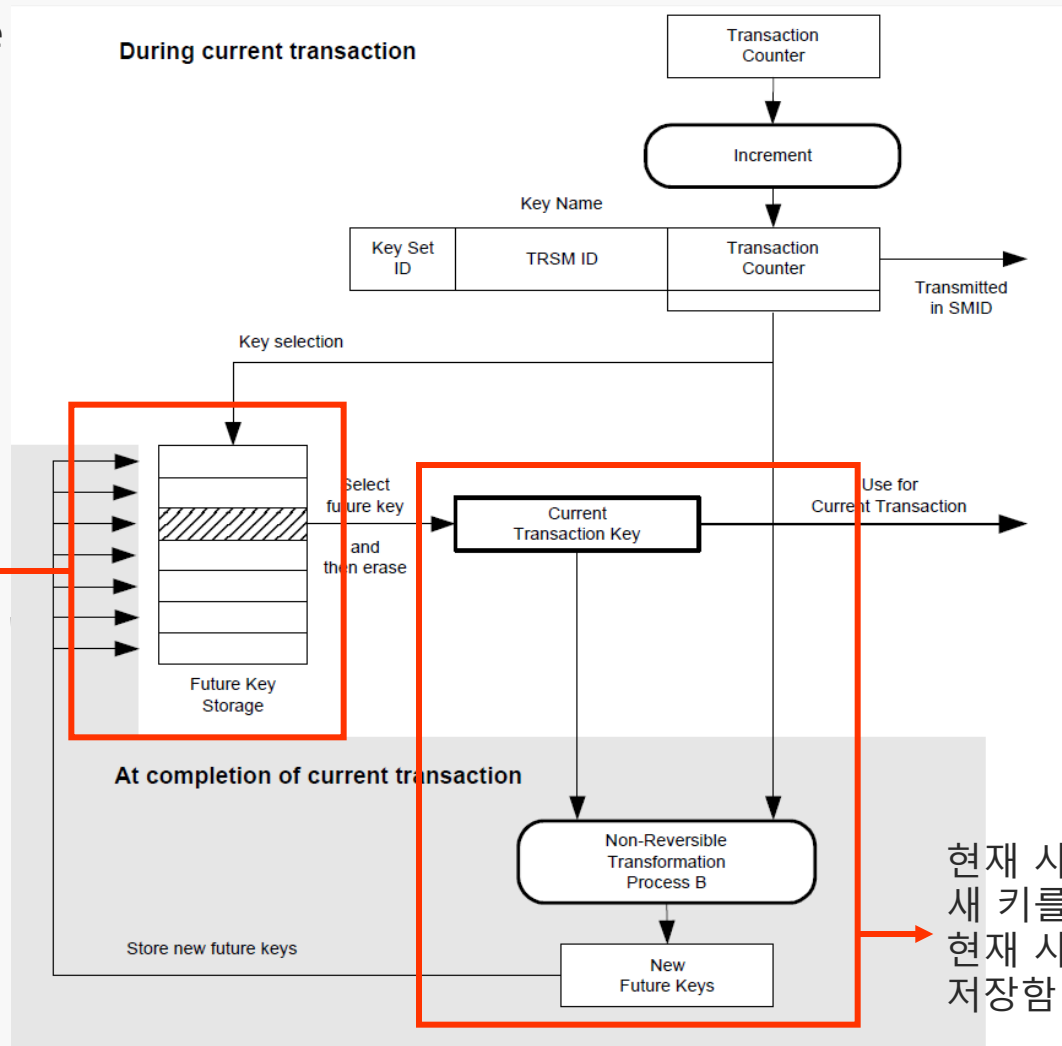 During current transaction
Transaction
Counter
Increment
Key Name
Key Set
ID
TRSM ID
Transaction
Counter
Transmitted
in SMID
Key selection
Select
future key
and
then erase
Current
Transaction Key
Use for
Current Transaction
Future Key
Storage
At completion of current transaction
Non-Reversible
Transformation
Process B
현재 사
새 키를
현재 사
저장함
Store new future keys
New
Future Keys